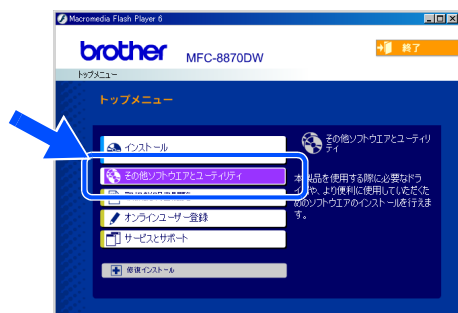 Macromedia Flash Player 6
brother MFC-8870DW
終了
トップメニュー
トップメニュー
インストール
その他ソフトウエアとユーティリティ
オンラインユーザー登録
サービスとサポート
修復インストール
その他ソフトウエアとユーティリ
ティ
本製品を使用する際に必要なドラ
イバや、より便利に使用していただくた
めのソフトウエアのインストールを行えま
す。